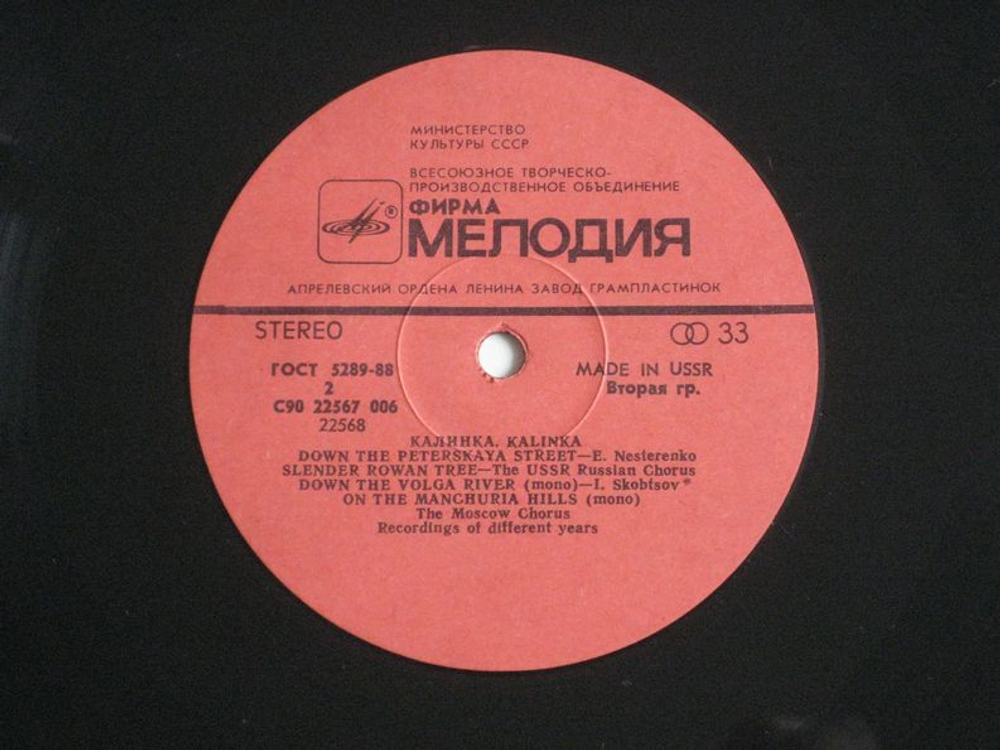 МИНИСТЕРСТВО
КУЛЬТУРЫ СССР
ВСЕСОЮЗНОЕ ТВОРЧЕСКО-
ПРОИЗВОДСТВЕННОЕ ОБЪЕДИНЕНИЕ
®
ФИРМА
МЕЛОДИЯ
АПРЕЛЕВСКИЙ ОРДЕНА ЛЕНИНА ЗАВОД ГРАМПЛАСТИНОК
STEREO
33
ГОСТ 5289-88
MADE IN USSR
2
Вторая гр.
С90 22567 006
22568
КАЛИНКА. KALINKA
DOWN THE PETERSKAYA STREET—E. Nesterenko
SLENDER ROWAN TREE—The USSR Russian Chorus
DOWN THE VOLGA RIVER (mono)—I. Skobtsov*
ON THE MANCHURIA HILLS (mono)
The Moscow Chorus
Recordings of different years